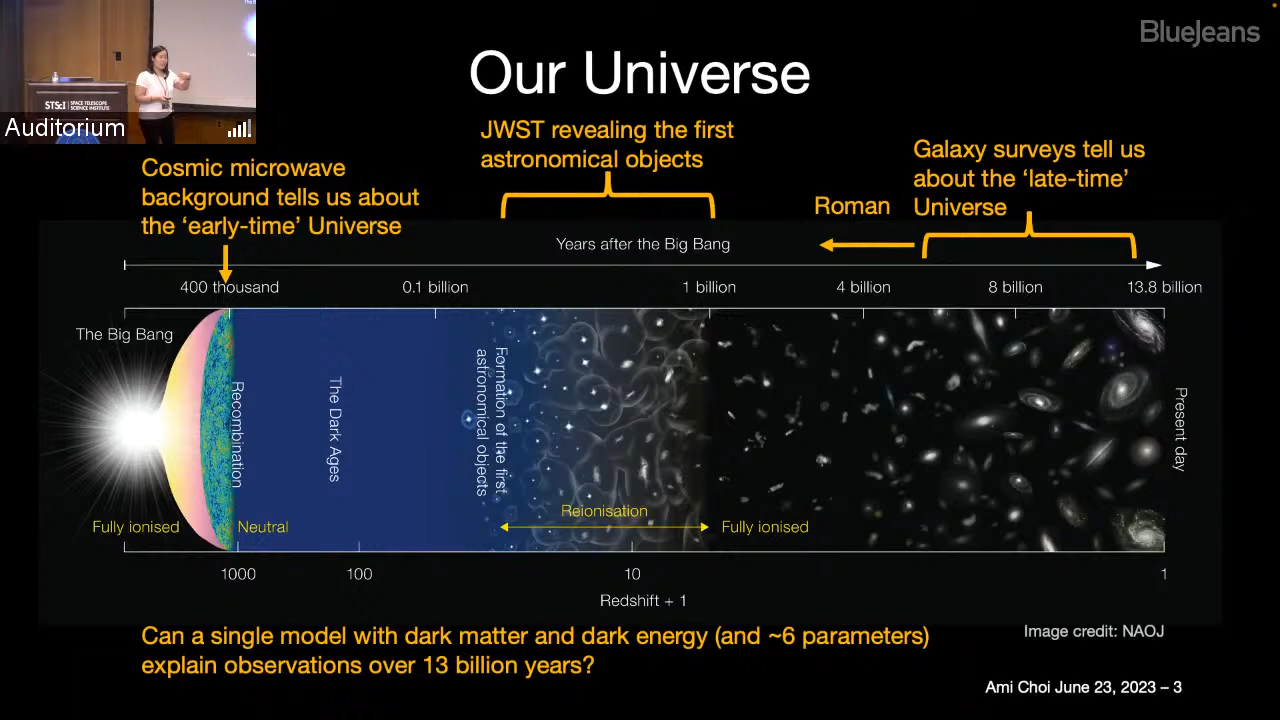 BlueJeans
STScI | SPACE TELESCOPE
SCIENCE INSTITUTE
Auditorium
Our Universe
JWST revealing the first
astronomical objects
Cosmic microwave
background tells us about
the ‘early-time’ Universe
Roman
Galaxy surveys tell us
about the ‘late-time’
Universe
Years after the Big Bang
400 thousand
0.1 billion
1 billion
4 billion
8 billion
13.8 billion
The Big Bang
Recombination
The Dark Ages
Formation of the first
astronomical objects
Present day
Reionisation
Fully ionised
Neutral
Fully ionised
1000
100
10
1
Redshift + 1
Can a single model with dark matter and dark energy (and ~6 parameters)
explain observations over 13 billion years?
Image credit: NAOJ
Ami Choi June 23, 2023 – 3